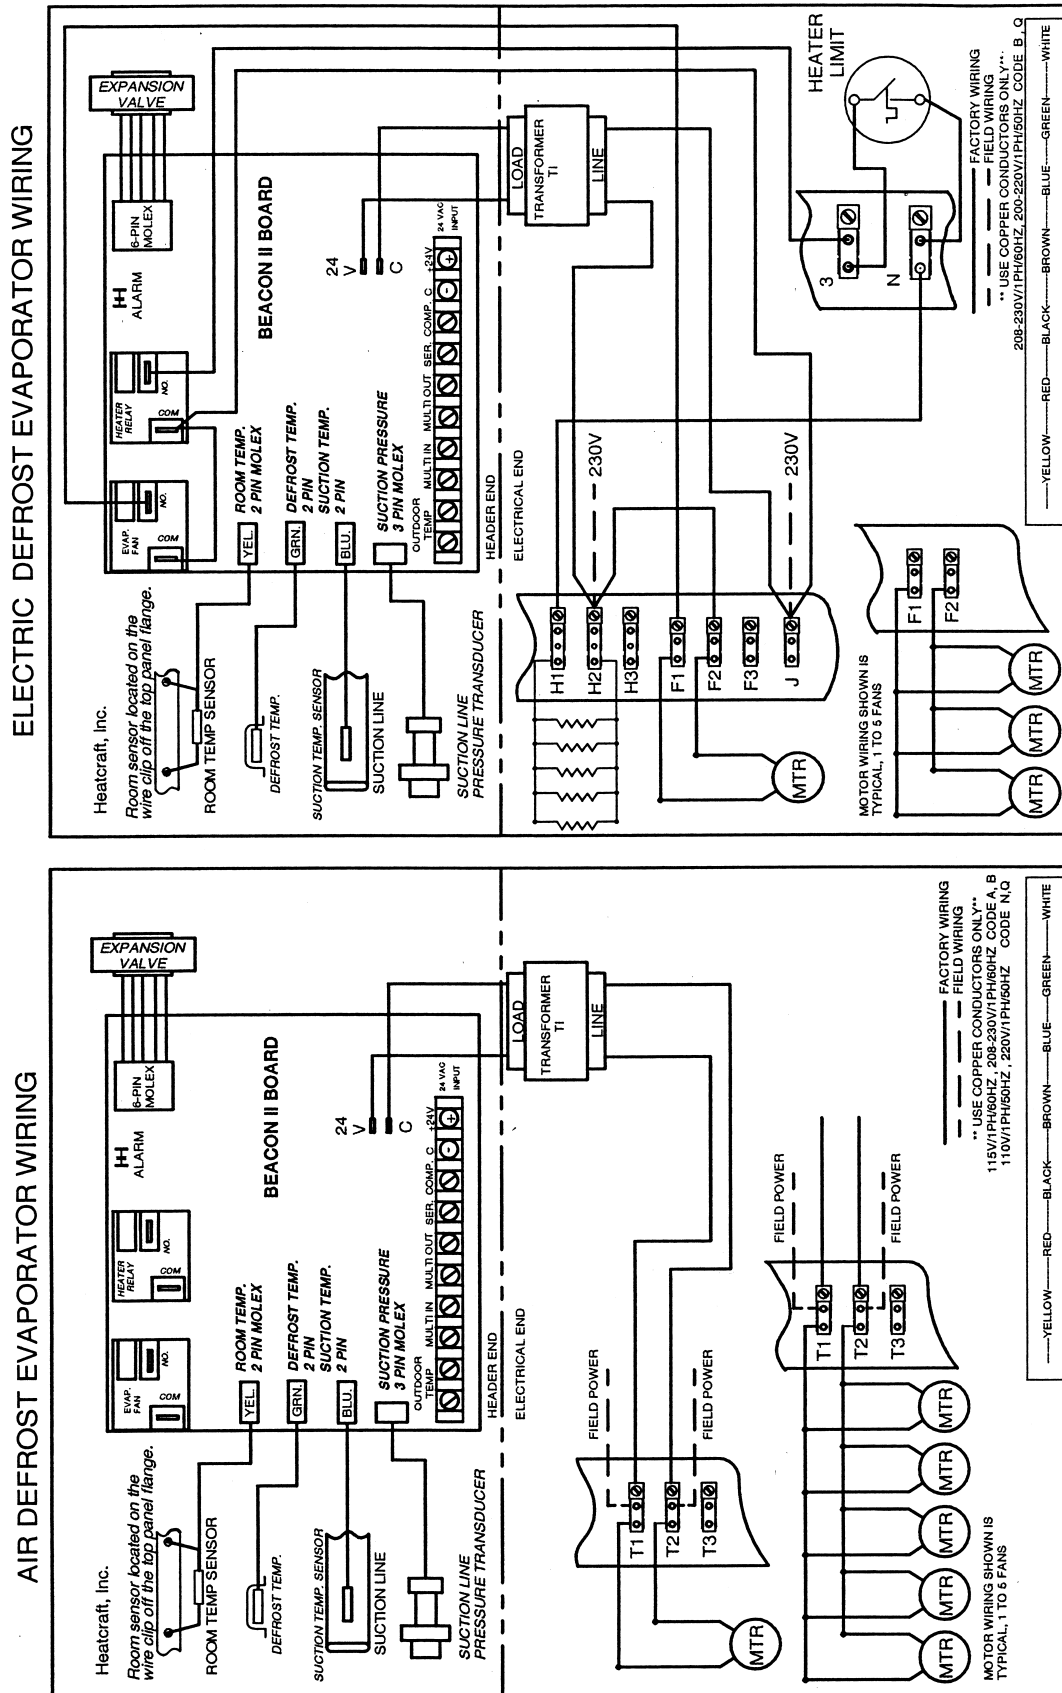 ELECTRIC DEFROST EVAPORATOR WIRING
Heatcraft, Inc.
Room sensor located on the
wire clip off the top panel flange.
ROOM TEMP SENSOR
DEFROST TEMP.
SUCTION TEMP. SENSOR
SUCTION LINE
SUCTION LINE
PRESSURE TRANSDUCER
EVAP.
FAN
NO.
COM
HEATER
RELAY
NO.
COM
ALARM
6-PIN
MOLEX
EXPANSION
VALVE
YEL.
ROOM TEMP.
2 PIN MOLEX
GRN.
DEFROST TEMP.
2 PIN
BLU.
SUCTION TEMP.
2 PIN
SUCTION PRESSURE
3 PIN MOLEX
BEACON II BOARD
24
V
C
OUTDOOR
TEMP
MULTI IN
MULTI OUT
SER.
COMP.
C
+24V
24 VAC
INPUT
HEADER END
ELECTRICAL END
LOAD
TRANSFORMER
TI
LINE
H1
H2
H3
F1
F2
F3
J
230V
230V
MTR
3
N
HEATER
LIMIT
MOTOR WIRING SHOWN IS
TYPICAL, 1 TO 5 FANS
F1
F2
MTR
MTR
MTR
FACTORY WIRING
FIELD WIRING
** USE COPPER CONDUCTORS ONLY**
208-230V/1PH/60HZ, 200-220V/1PH/50HZ CODE B, Q
YELLOW RED BLACK BROWN BLUE GREEN WHITE
AIR DEFROST EVAPORATOR WIRING
Heatcraft, Inc.
Room sensor located on the
wire clip off the top panel flange.
ROOM TEMP SENSOR
DEFROST TEMP.
SUCTION TEMP. SENSOR
SUCTION LINE
SUCTION LINE
PRESSURE TRANSDUCER
EVAP.
FAN
NO.
COM
HEATER
RELAY
NO.
COM
ALARM
6-PIN
MOLEX
EXPANSION
VALVE
YEL.
ROOM TEMP.
2 PIN MOLEX
GRN.
DEFROST TEMP.
2 PIN
BLU.
SUCTION TEMP.
2 PIN
SUCTION PRESSURE
3 PIN MOLEX
BEACON II BOARD
24
V
C
OUTDOOR
TEMP
MULTI IN
MULTI OUT
SER.
COMP.
C
+24V
24 VAC
INPUT
HEADER END
ELECTRICAL END
LOAD
TRANSFORMER
TI
LINE
FIELD POWER
FIELD POWER
T1
T2
T3
MTR
FIELD POWER
FIELD POWER
T1
T2
T3
MTR
MTR
MTR
MTR
MTR
MOTOR WIRING SHOWN IS
TYPICAL, 1 TO 5 FANS
FACTORY WIRING
FIELD WIRING
** USE COPPER CONDUCTORS ONLY**
115V/1PH/60HZ, 208-230V/1PH/60HZ CODE A, B
110V/1PH/50HZ, 220V/1PH/50HZ CODE N,Q
YELLOW RED BLACK BROWN BLUE GREEN WHITE